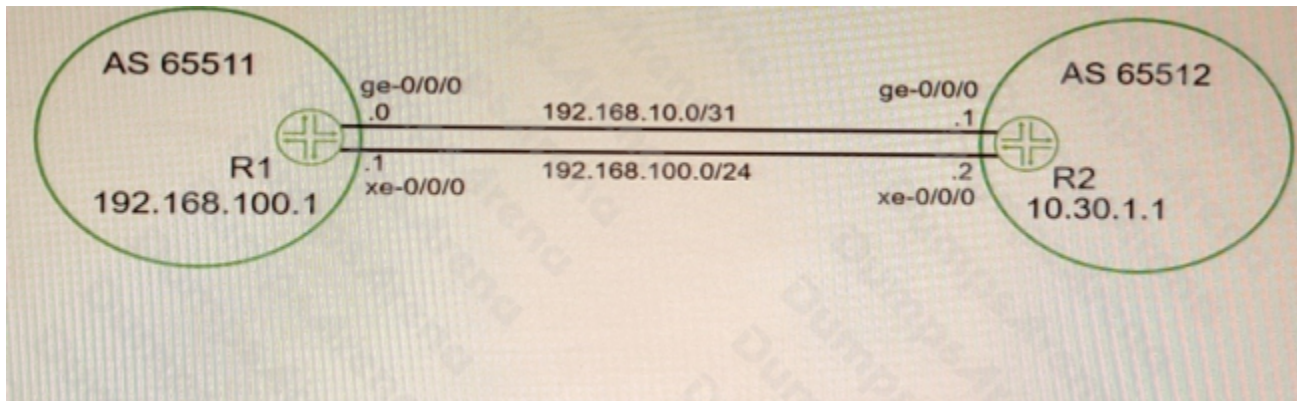 AS 65511
ge-0/0/0
.0
192.168.10.0/31
ge-0/0/0
.1
AS 65512
R1
192.168.100.1
.1
xe-0/0/0
192.168.100.0/24
.2
xe-0/0/0
R2
10.30.1.1